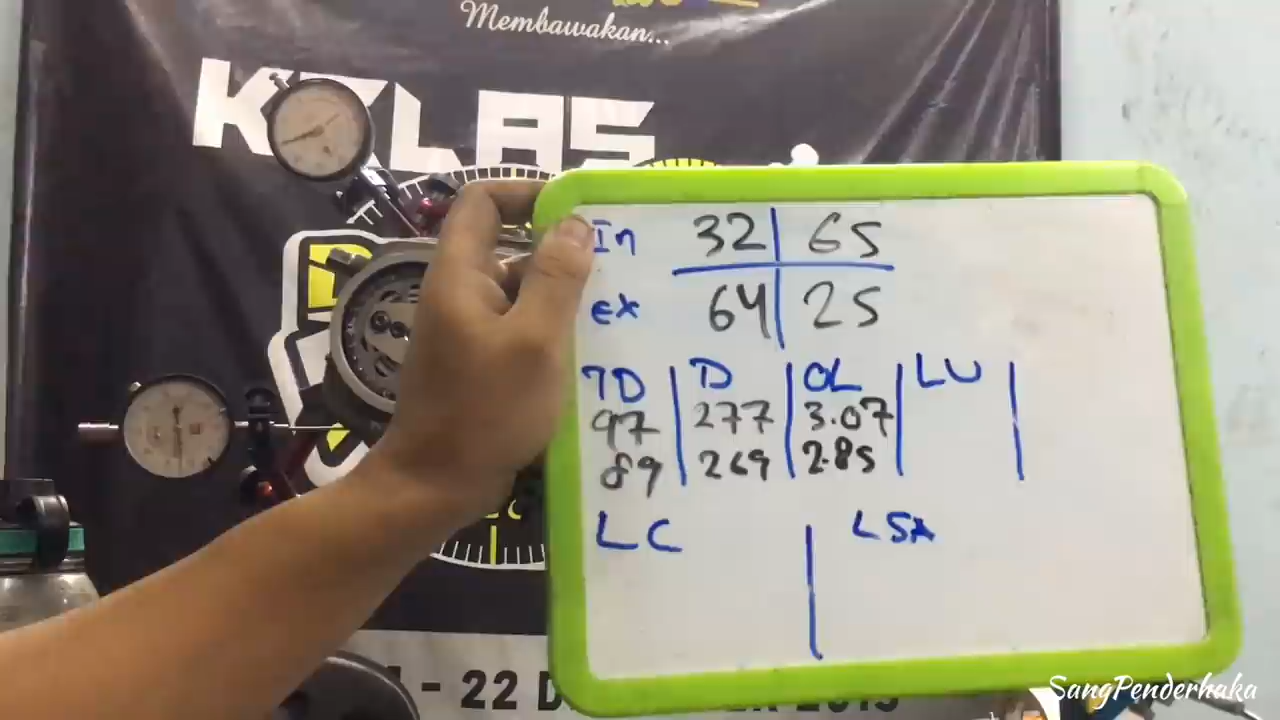 Membawakan...
KELAS
In 32 65
ex 64 25
TD D OL LU
97 277 3.07
89 269 2.85
LC LSA
- 22 D
SangPenderhaka